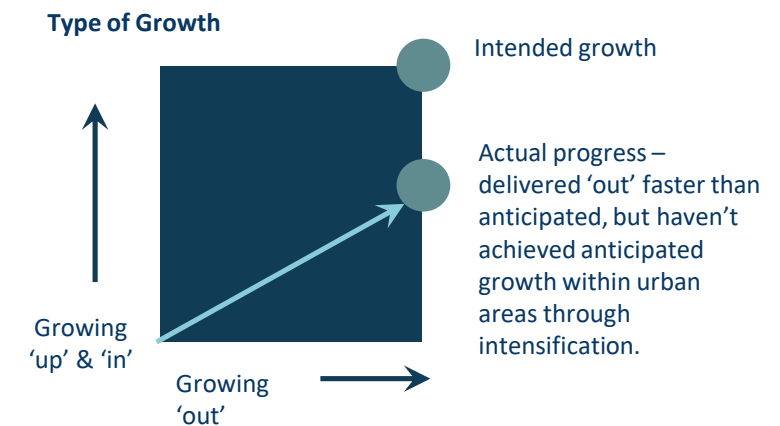 Type of Growth
Intended growth
Actual progress –
delivered ‘out’ faster than
anticipated, but haven’t
achieved anticipated
growth within urban
areas through
intensification.
Growing
‘up’ & ‘in’
Growing
‘out’